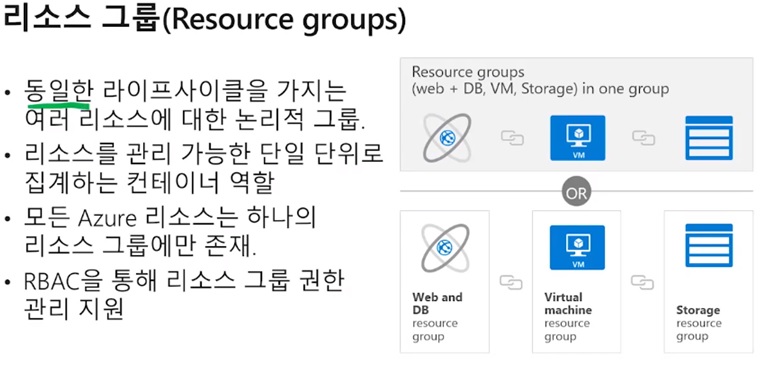 리소스 그룹(Resource groups)
• 동일한 라이프사이클을 가지는
여러 리소스에 대한 논리적 그룹.
• 리소스를 관리 가능한 단일 단위로
집계하는 컨테이너 역할
• 모든 Azure 리소스는 하나의
리소스 그룹에만 존재.
• RBAC을 통해 리소스 그룹 권한
관리 지원
Resource groups
(web + DB, VM, Storage) in one group
VM
OR
VM
Web and
DB
resource
group
Virtual
machine
resource
group
Storage
resource
group